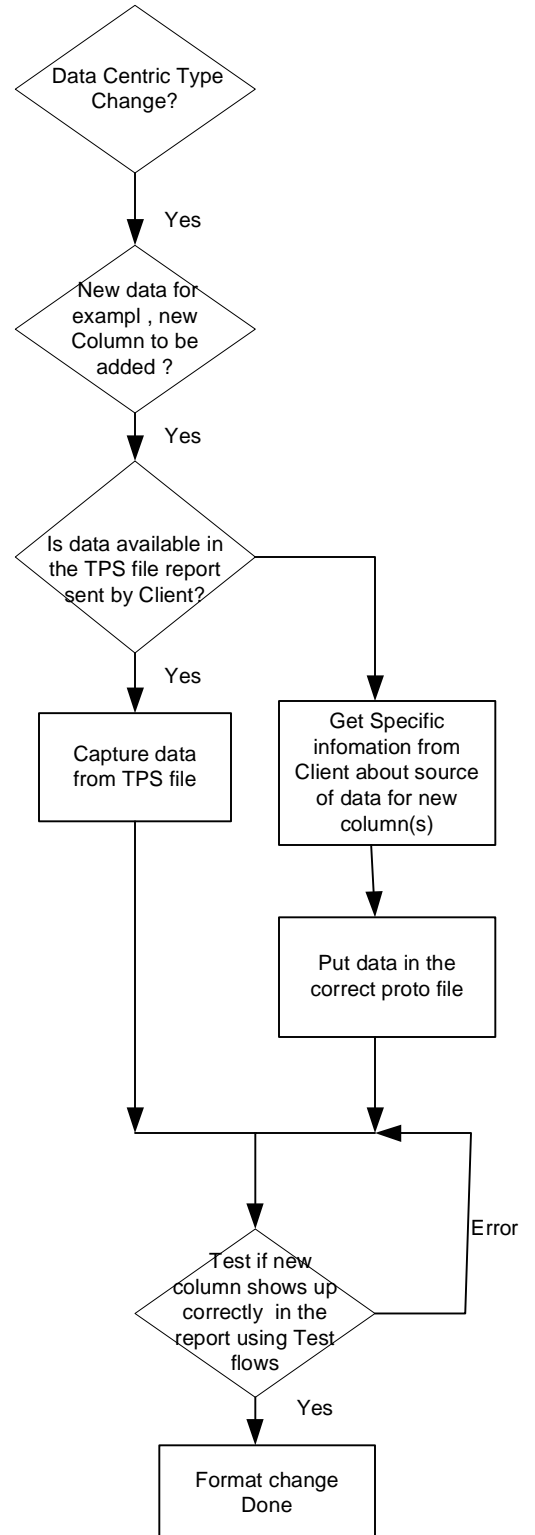 Data Centric Type
Change?
Yes
New data for
exampl , new
Column to be
added ?
Yes
Is data available in
the TPS file report
sent by Client?
Yes
Capture data
from TPS file
Get Specific
infomation from
Client about source
of data for new
column(s)
Put data in the
correct proto file
Error
Test if new
column shows up
correctly in the
report using Test
flows
Yes
Format change
Done